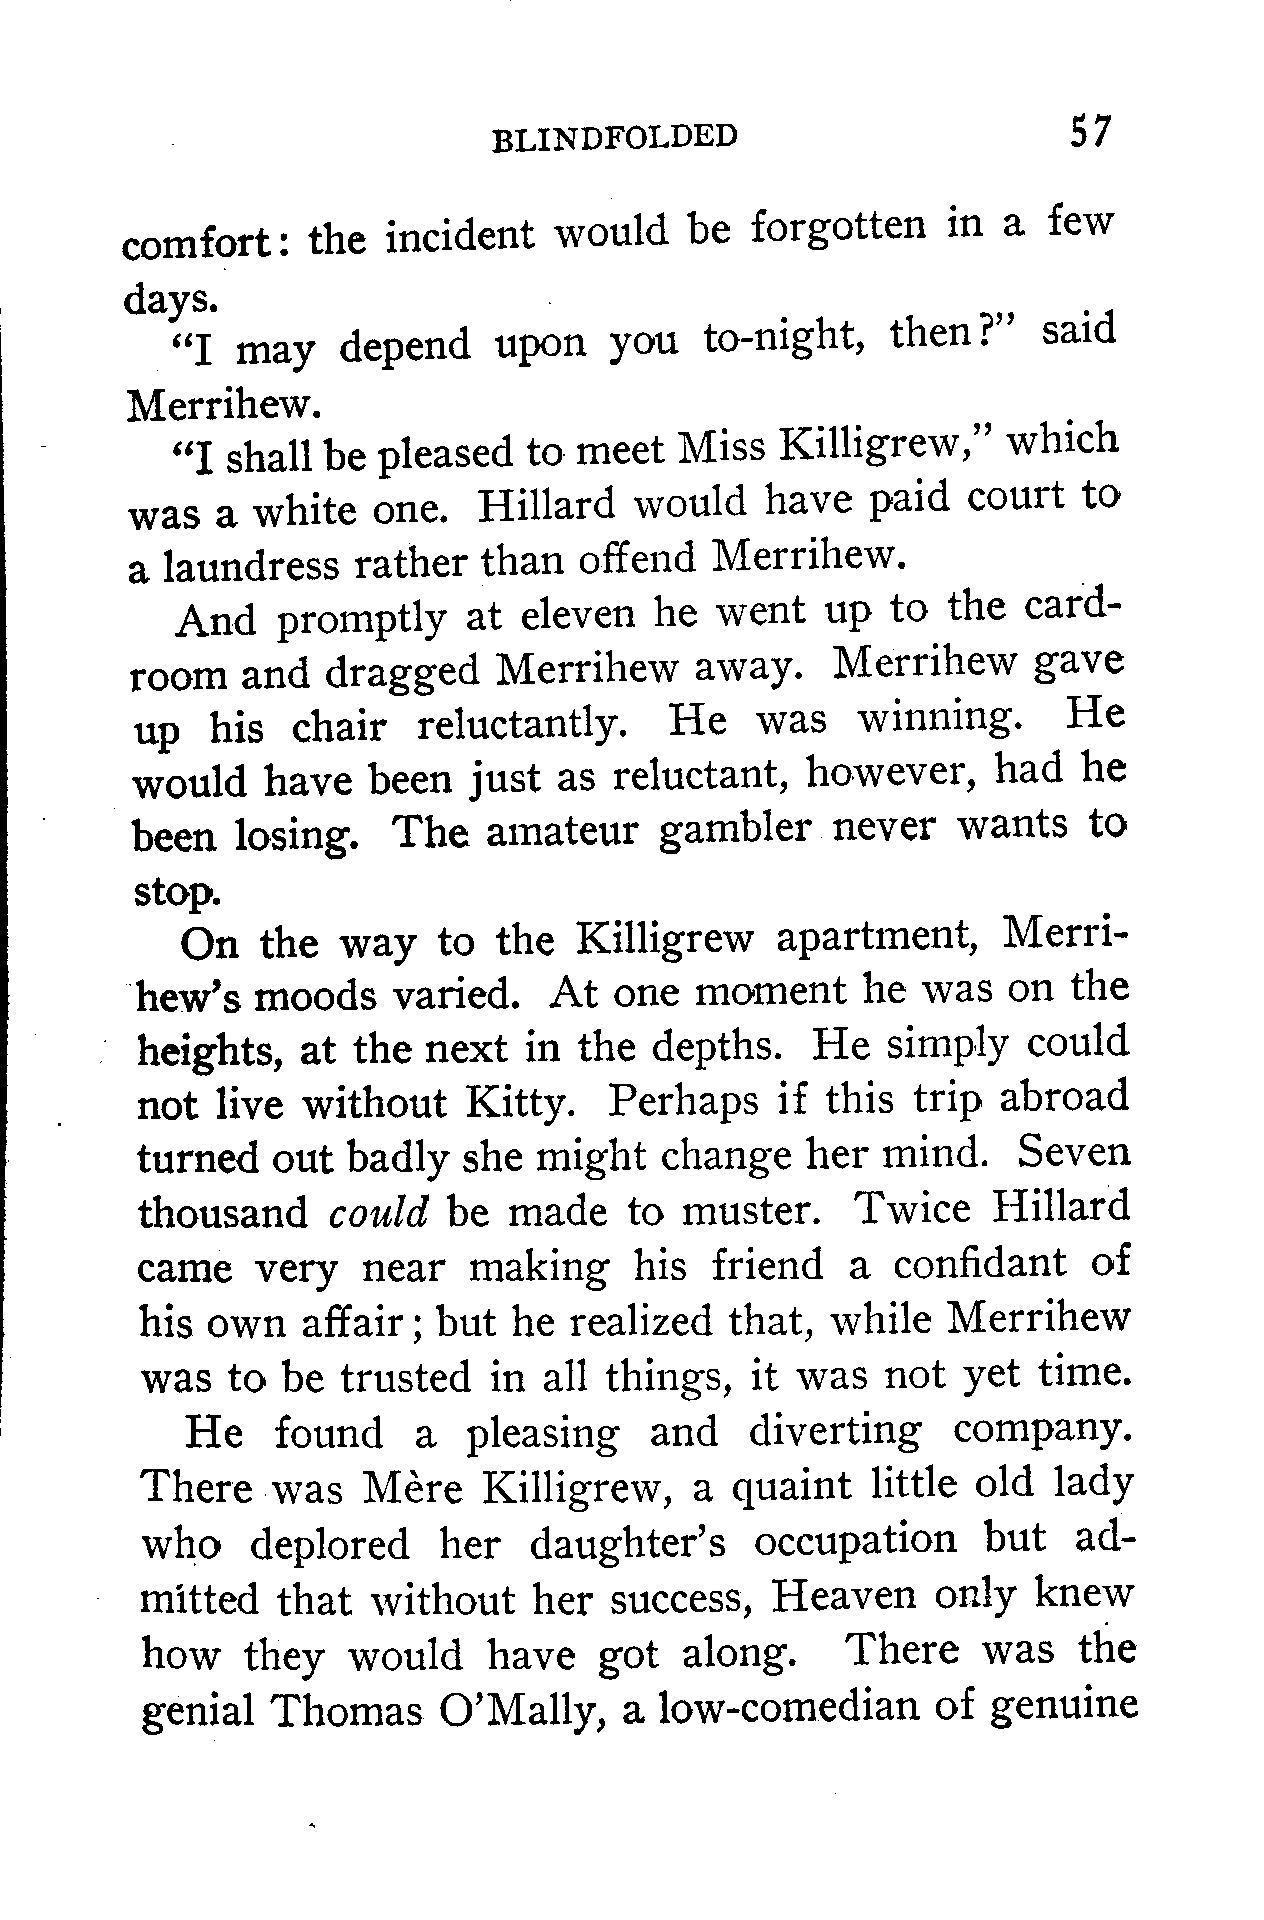 BLINDFOLDED 57
comfort: the incident would be forgotten in a few
days.
“I may depend upon you to-night, then?” said
Merrihew.
“I shall be pleased to meet Miss Killigrew,” which
was a white one. Hillard would have paid court to
a laundress rather than offend Merrihew.
And promptly at eleven he went up to the card-
room and dragged Merrihew away. Merrihew gave
up his chair reluctantly. He was winning. He
would have been just as reluctant, however, had he
been losing. The amateur gambler never wants to
stop.
On the way to the Killigrew apartment, Merri-
hew’s moods varied. At one moment he was on the
heights, at the next in the depths. He simply could
not live without Kitty. Perhaps if this trip abroad
turned out badly she might change her mind. Seven
thousand could be made to muster. Twice Hillard
came very near making his friend a confidant of
his own affair; but he realized that, while Merrihew
was to be trusted in all things, it was not yet time.
He found a pleasing and diverting company.
There was Mère Killigrew, a quaint little old lady
who deplored her daughter’s occupation but ad-
mitted that without her success, Heaven only knew
how they would have got along. There was the
genial Thomas O’Mally, a low-comedian of genuine